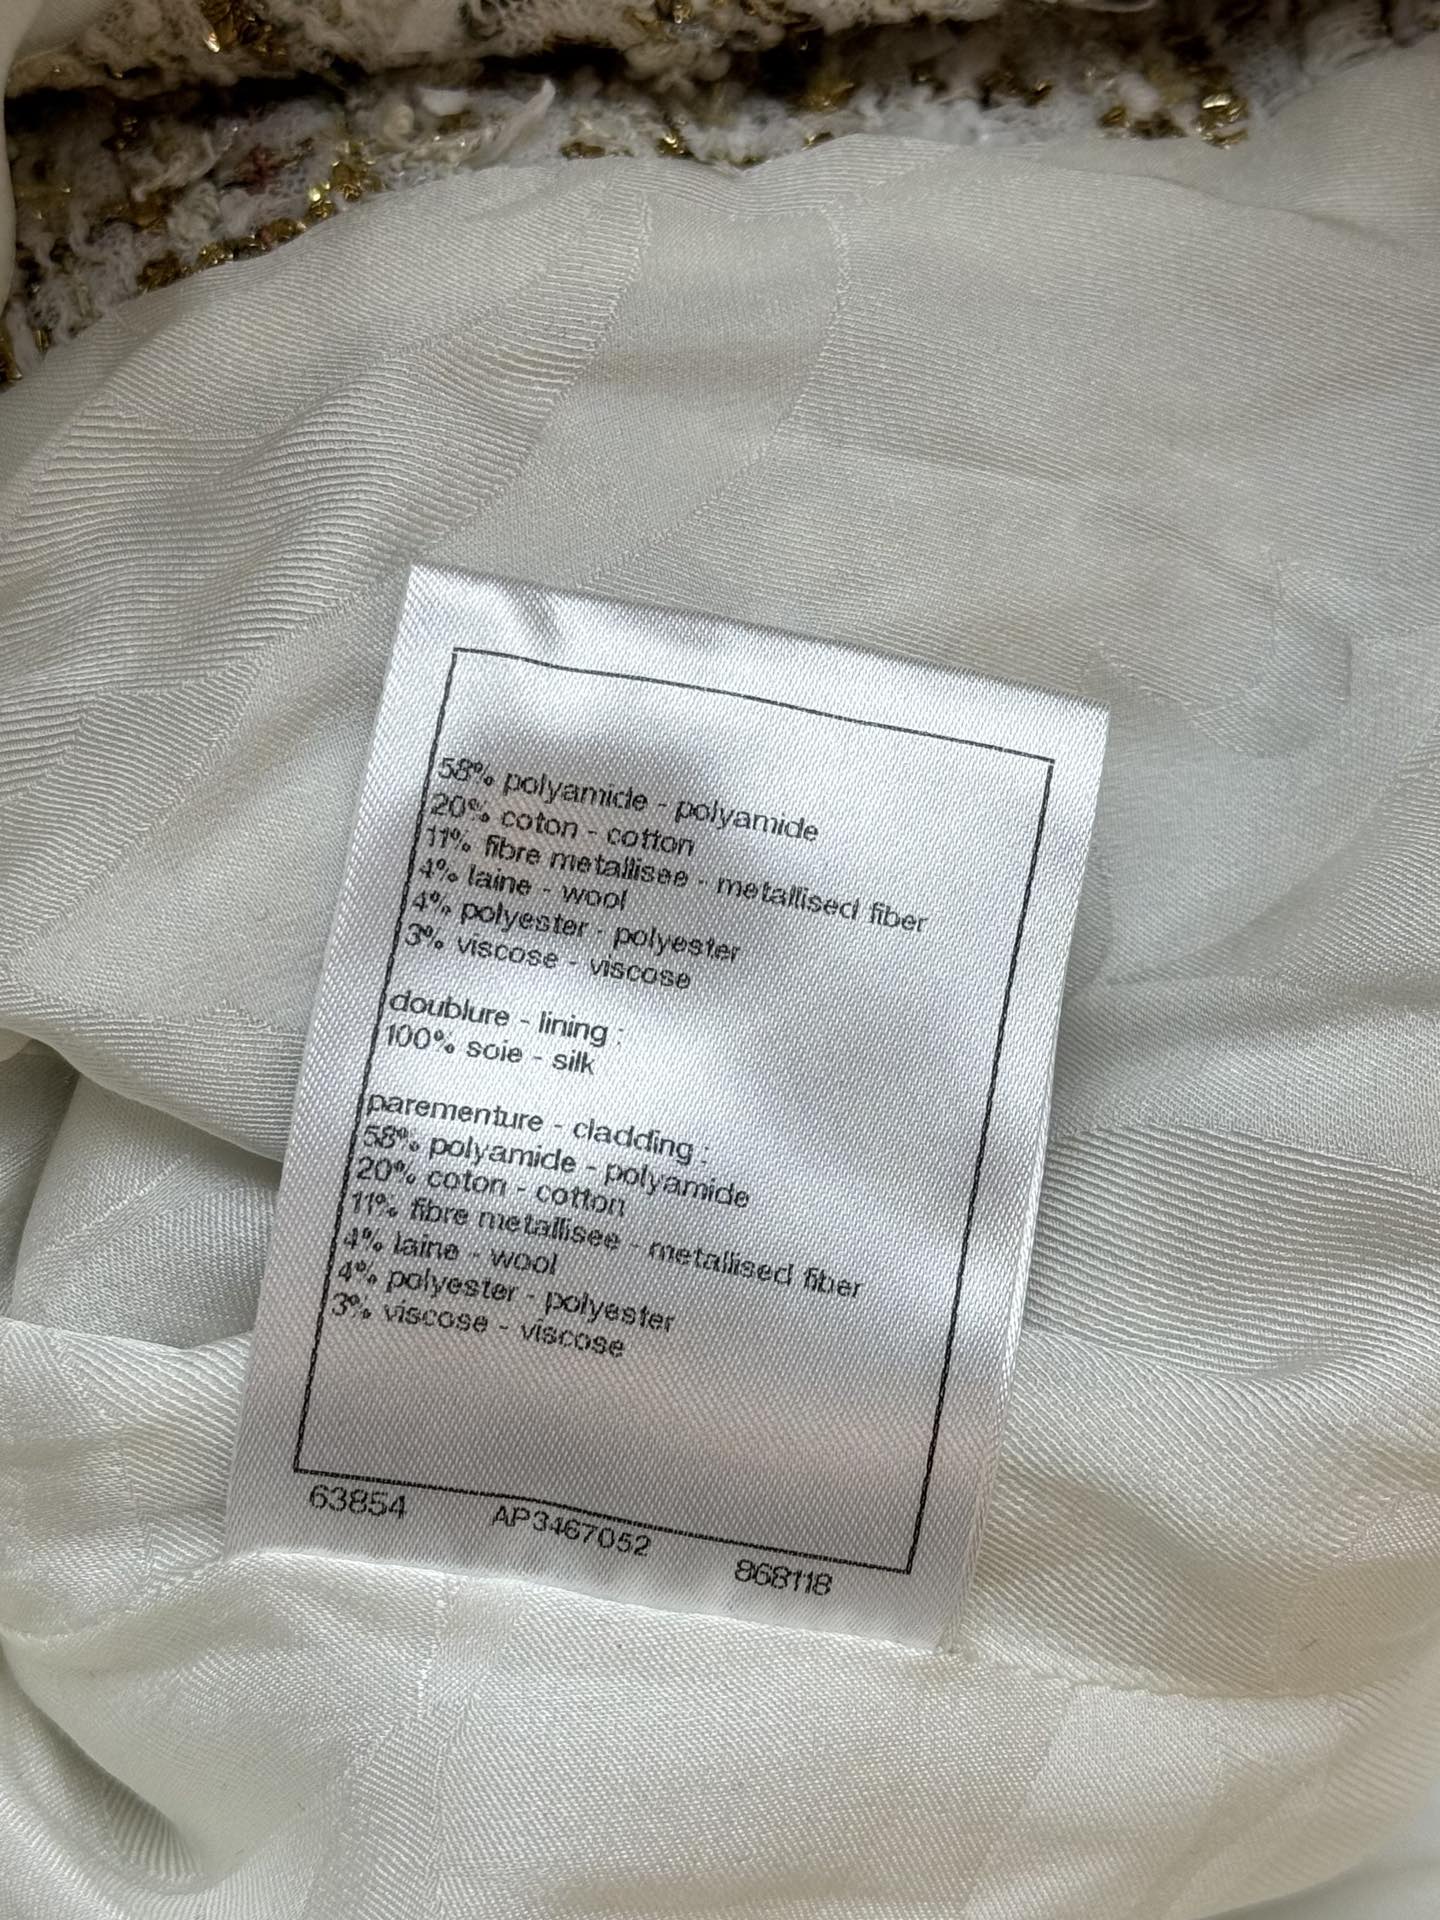 58% polyamide - polyamide
20% coton - cotton
11% fibre metallisee - metallised fiber
4% laine - wool
4% polyester - polyester
3% viscose - viscose
doublure - lining :
100% soie - silk
parementure - cladding :
58% polyamide - polyamide
20% coton - cotton
11% fibre metallisee - metallised fiber
4% laine - wool
4% polyester - polyester
3% viscose - viscose
63854 AP3467052 868118